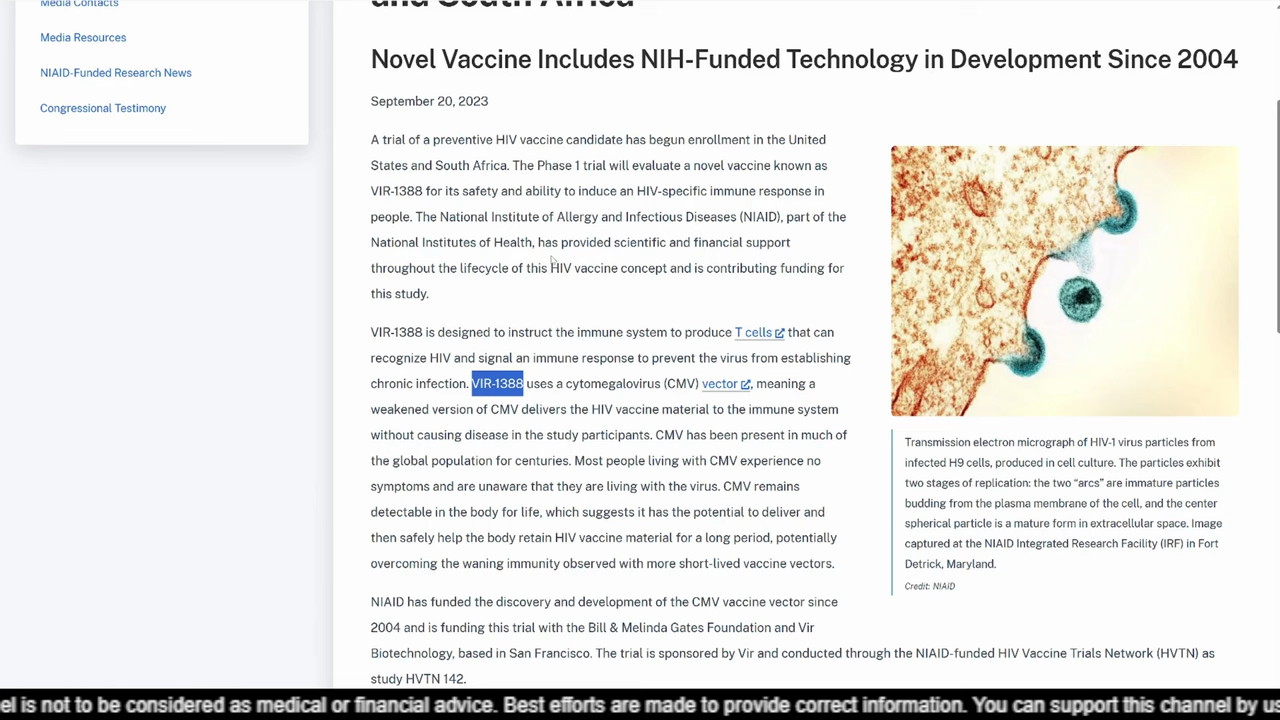 Media Contacts
Media Resources
NIAID-Funded Research News
Congressional Testimony
and South Africa
Novel Vaccine Includes NIH-Funded Technology in Development Since 2004
September 20, 2023
A trial of a preventive HIV vaccine candidate has begun enrollment in the United
States and South Africa. The Phase 1 trial will evaluate a novel vaccine known as
VIR-1388 for its safety and ability to induce an HIV-specific immune response in
people. The National Institute of Allergy and Infectious Diseases (NIAID), part of the
National Institutes of Health, has provided scientific and financial support
throughout the lifecycle of this HIV vaccine concept and is contributing funding for
this study.
VIR-1388 is designed to instruct the immune system to produce T cells that can
recognize HIV and signal an immune response to prevent the virus from establishing
chronic infection. VIR-1388 uses a cytomegalovirus (CMV) vector, meaning a
weakened version of CMV delivers the HIV vaccine material to the immune system
without causing disease in the study participants. CMV has been present in much of
the global population for centuries. Most people living with CMV experience no
symptoms and are unaware that they are living with the virus. CMV remains
detectable in the body for life, which suggests it has the potential to deliver and
then safely help the body retain HIV vaccine material for a long period, potentially
overcoming the waning immunity observed with more short-lived vaccine vectors.
NIAID has funded the discovery and development of the CMV vaccine vector since
2004 and is funding this trial with the Bill & Melinda Gates Foundation and Vir
Biotechnology, based in San Francisco. The trial is sponsored by Vir and conducted through the NIAID-funded HIV Vaccine Trials Network (HVTN) as
study HVTN 142.
Transmission electron micrograph of HIV-1 virus particles from
infected H9 cells, produced in cell culture. The particles exhibit
two stages of replication: the two “arcs” are immature particles
budding from the plasma membrane of the cell, and the center
spherical particle is a mature form in extracellular space. Image
captured at the NIAID Integrated Research Facility (IRF) in Fort
Detrick, Maryland.
Credit: NIAID
el is not to be considered as medical or financial advice. Best efforts are made to provide correct information. You can support this channel by us